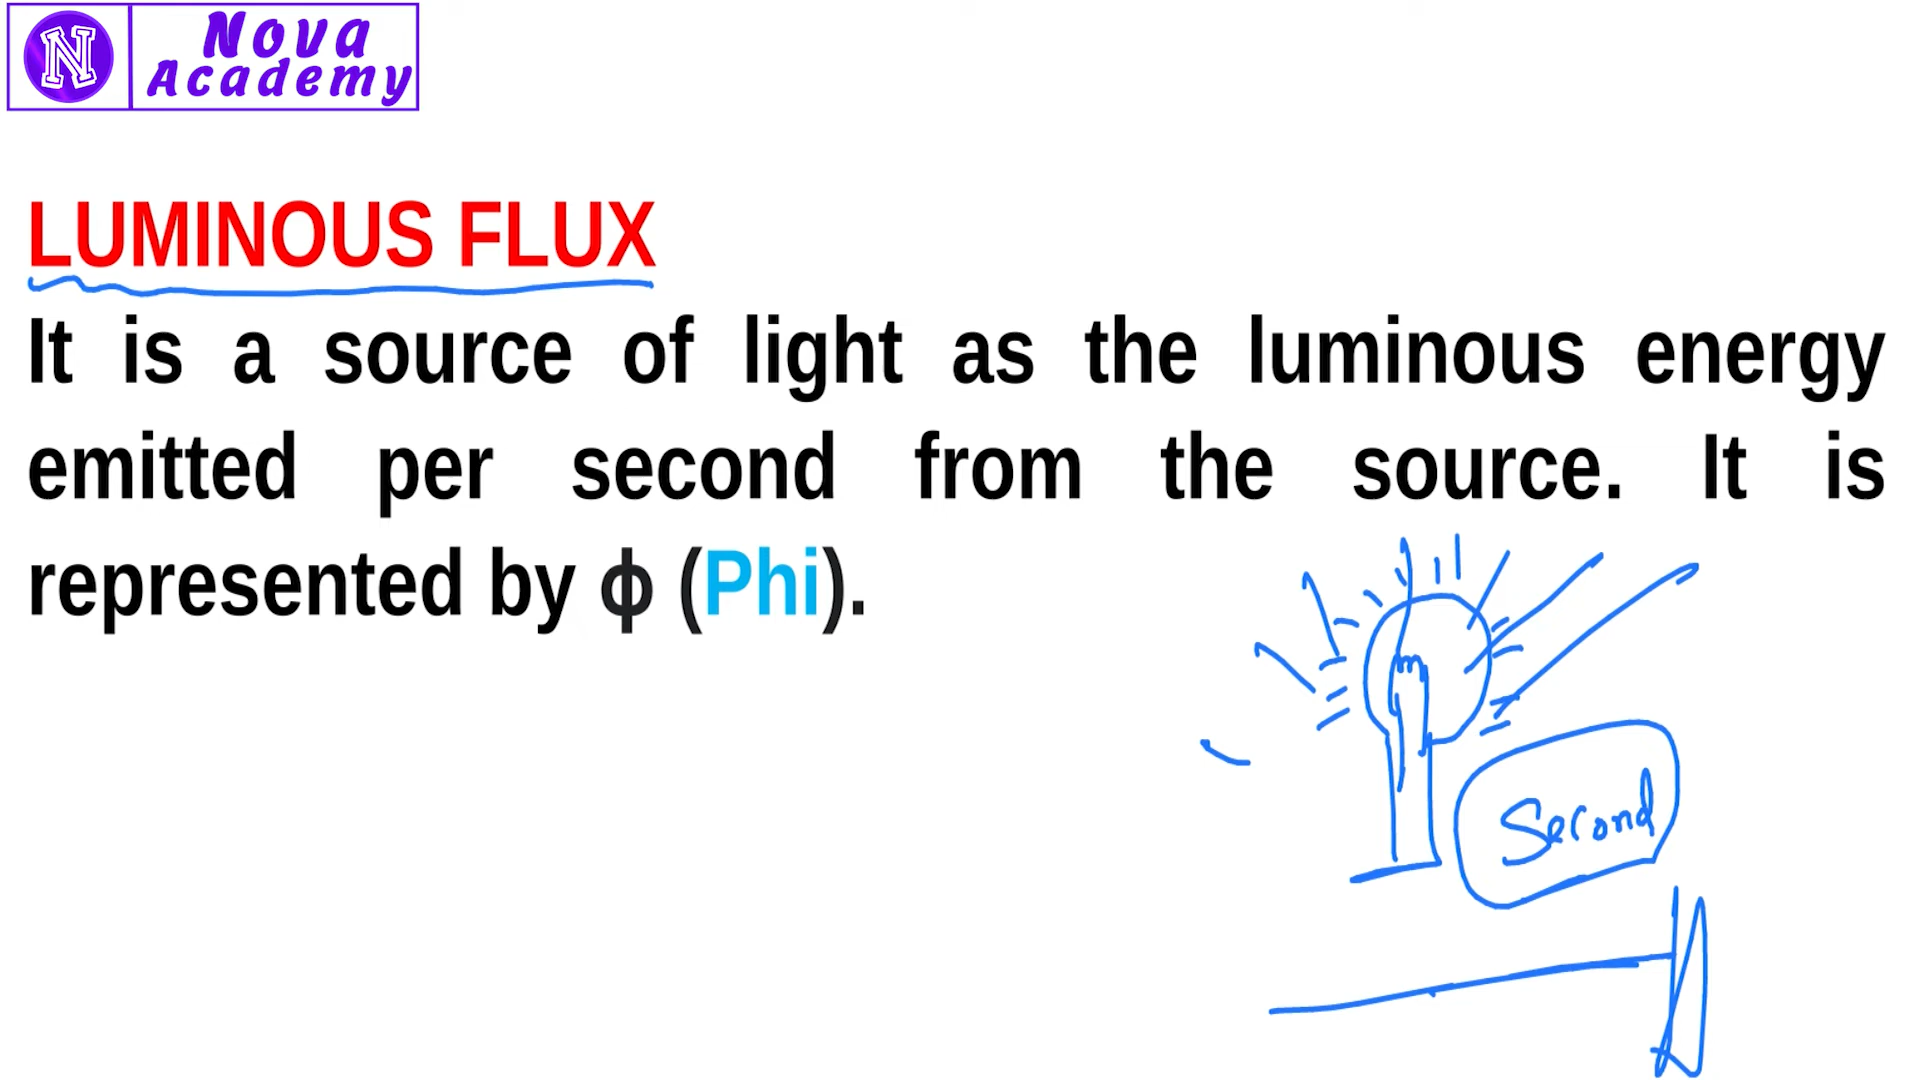 N
Nova
Academy
LUMINOUS FLUX
It is a source of light as the luminous energy
emitted per second from the source. It is
represented by ϕ (Phi).
Second